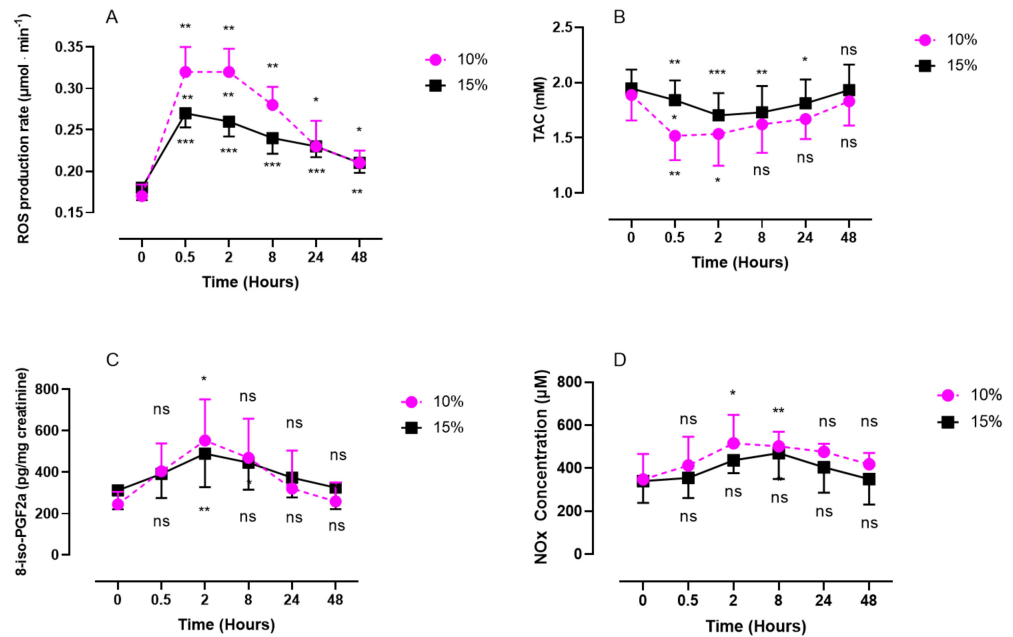 A
ROS production rate (µmol · min⁻¹)
0.35
0.30
0.25
0.20
0.15
** ** ** * *
** **
*** *** *** *** **
0 0.5 2 8 24 48
Time (Hours)
10%
15%
B
TAC (mM)
2.5
2.0
1.5
1.0
** *** ** * ns
*
** * ns ns ns
0 0.5 2 8 24 48
Time (Hours)
10%
15%
C
8-iso-PGF2a (pg/mg creatinine)
800
600
400
200
0
ns * ns ns ns
*
ns ** ns ns ns
0 0.5 2 8 24 48
Time (Hours)
10%
15%
D
NOx Concentration (µM)
800
600
400
200
0
ns * ** ns ns
*
ns ns ns ns ns
0 0.5 2 8 24 48
Time (Hours)
10%
15%